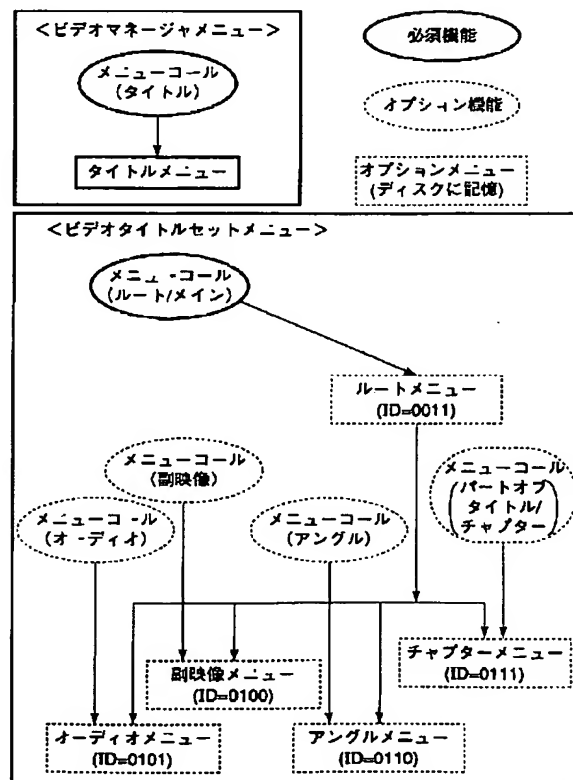 <ビデオマネージャメニュー>
メニューコール
(タイトル)
タイトルメニュー
必須機能
オプション機能
オプションメニュー
(ディスクに記憶)
<ビデオタイトルセットメニュー>
メニューコール
(ルート/メイン)
ルートメニュー
(ID=0011)
メニューコール
(副映像)
メニューコール
(オーディオ)
メニューコール
(アングル)
メニューコール
(パートオブ
タイトル/
チャプター)
副映像メニュー
(ID=0100)
チャプターメニュー
(ID=0111)
オーディオメニュー
(ID=0101)
アングルメニュー
(ID=0110)